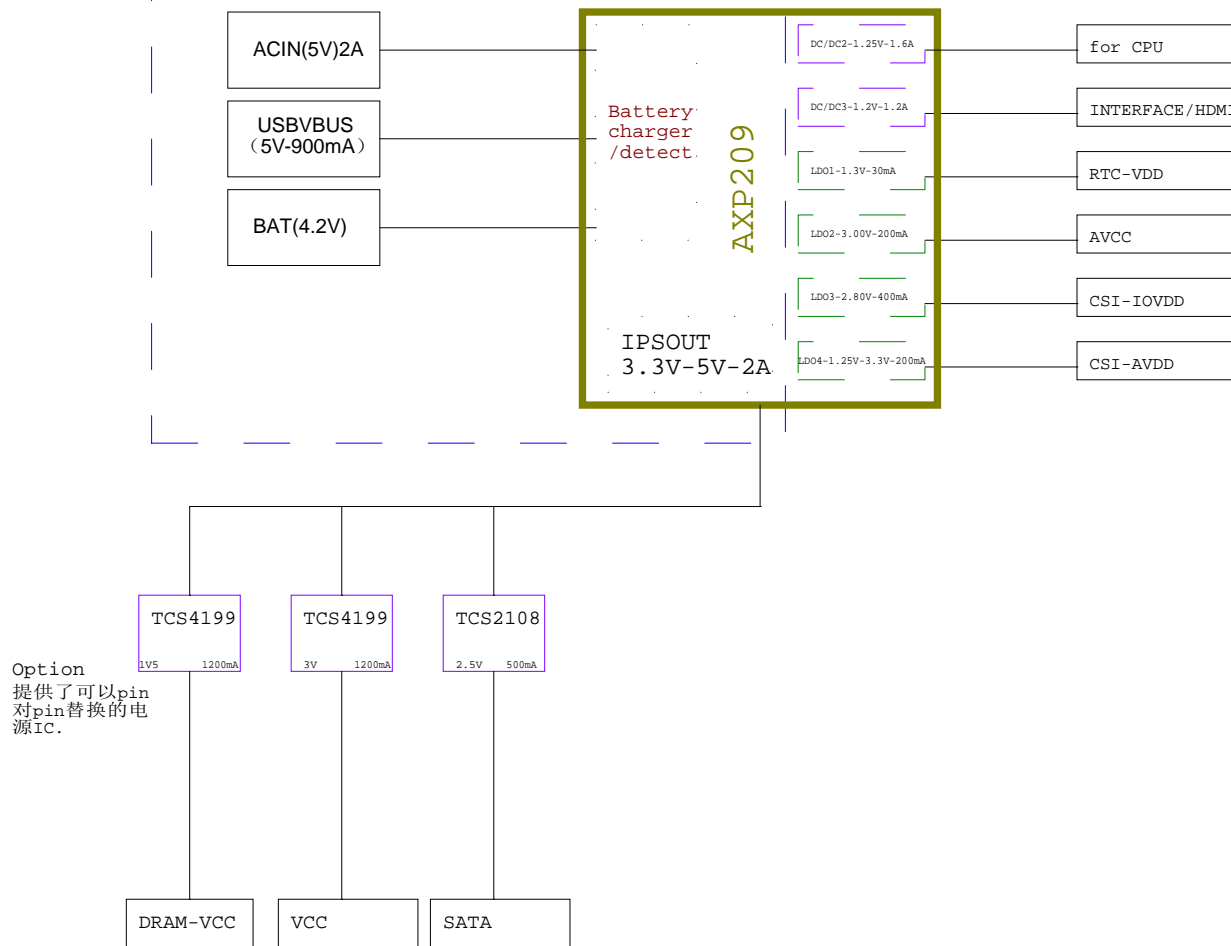 ACIN(5V)2A
USBVBUS
（5V-900mA）
BAT(4.2V)
Battery
charger
/detect
AXP209
IPSOUT
3.3V-5V-2A
DC/DC2-1.25V-1.6A
DC/DC3-1.2V-1.2A
LDO1-1.3V-30mA
LDO2-3.00V-200mA
LDO3-2.80V-400mA
LDO4-1.25V-3.3V-200mA
for CPU
INTERFACE/HDMI
RTC-VDD
AVCC
CSI-IOVDD
CSI-AVDD
TCS4199
1V5 1200mA
TCS4199
3V 1200mA
TCS2108
2.5V 500mA
Option
提供了可以pin
对pin替换的电
源IC.
DRAM-VCC
VCC
SATA